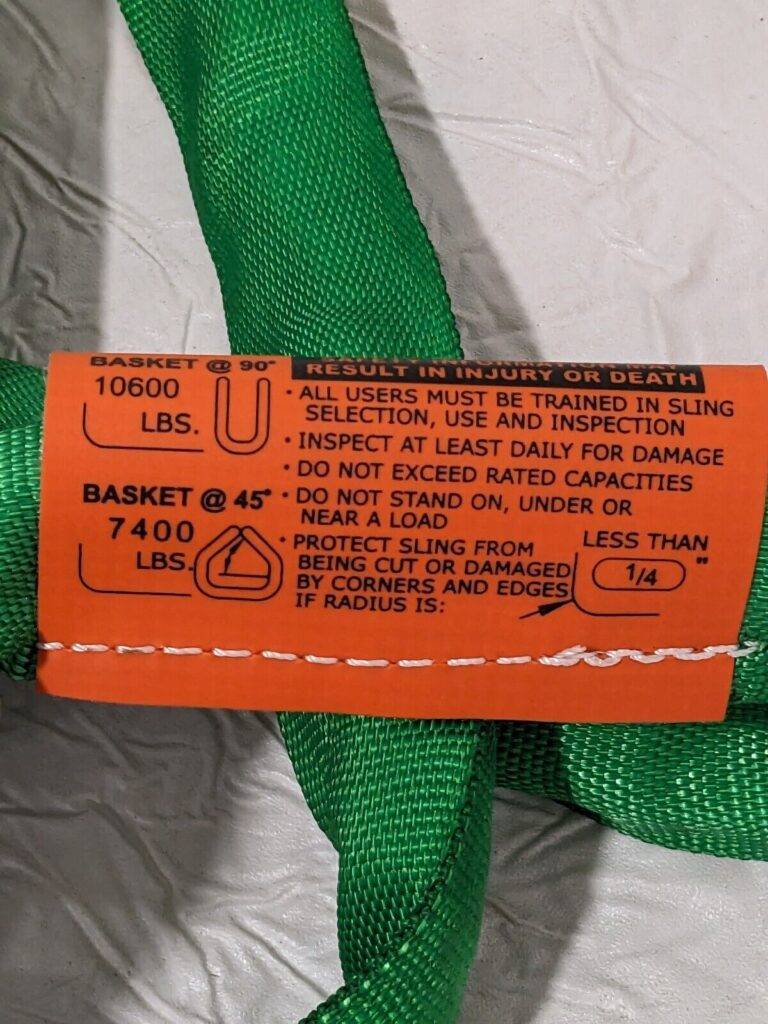 BASKET @ 90°
10600
LBS.
BASKET @ 45°
7400
LBS.
RESULT IN INJURY OR DEATH
· ALL USERS MUST BE TRAINED IN SLING
SELECTION, USE AND INSPECTION
· INSPECT AT LEAST DAILY FOR DAMAGE
· DO NOT EXCEED RATED CAPACITIES
· DO NOT STAND ON, UNDER OR
NEAR A LOAD
· PROTECT SLING FROM
BEING CUT OR DAMAGED
BY CORNERS AND EDGES
IF RADIUS IS:
LESS THAN
1/4"